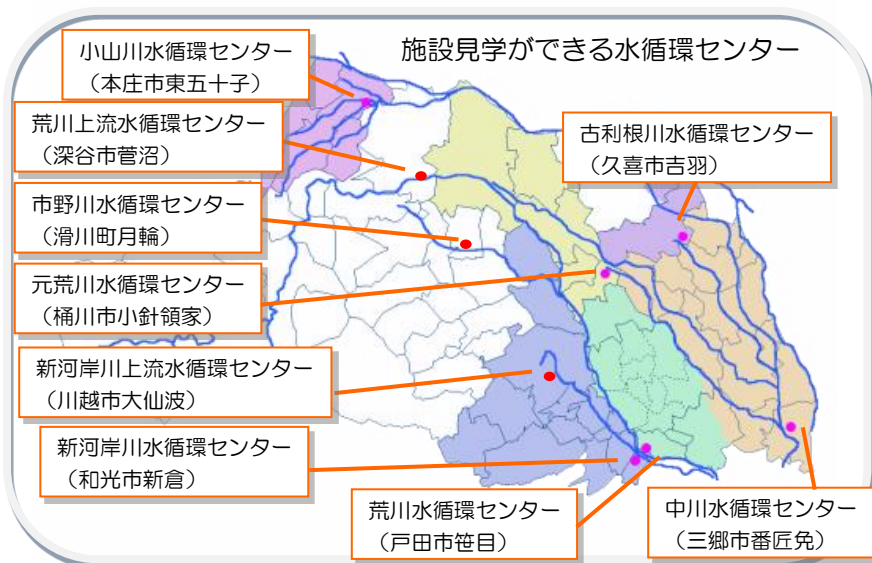 施設見学ができる水循環センター
小山川水循環センター
（本庄市東五十子）
荒川上流水循環センター
（深谷市菅沼）
市野川水循環センター
（滑川町月輪）
元荒川水循環センター
（桶川市小針領家）
新河岸川上流水循環センター
（川越市大仙波）
新河岸川水循環センター
（和光市新倉）
古利根川水循環センター
（久喜市吉羽）
荒川水循環センター
（戸田市笹目）
中川水循環センター
（三郷市番匠免）